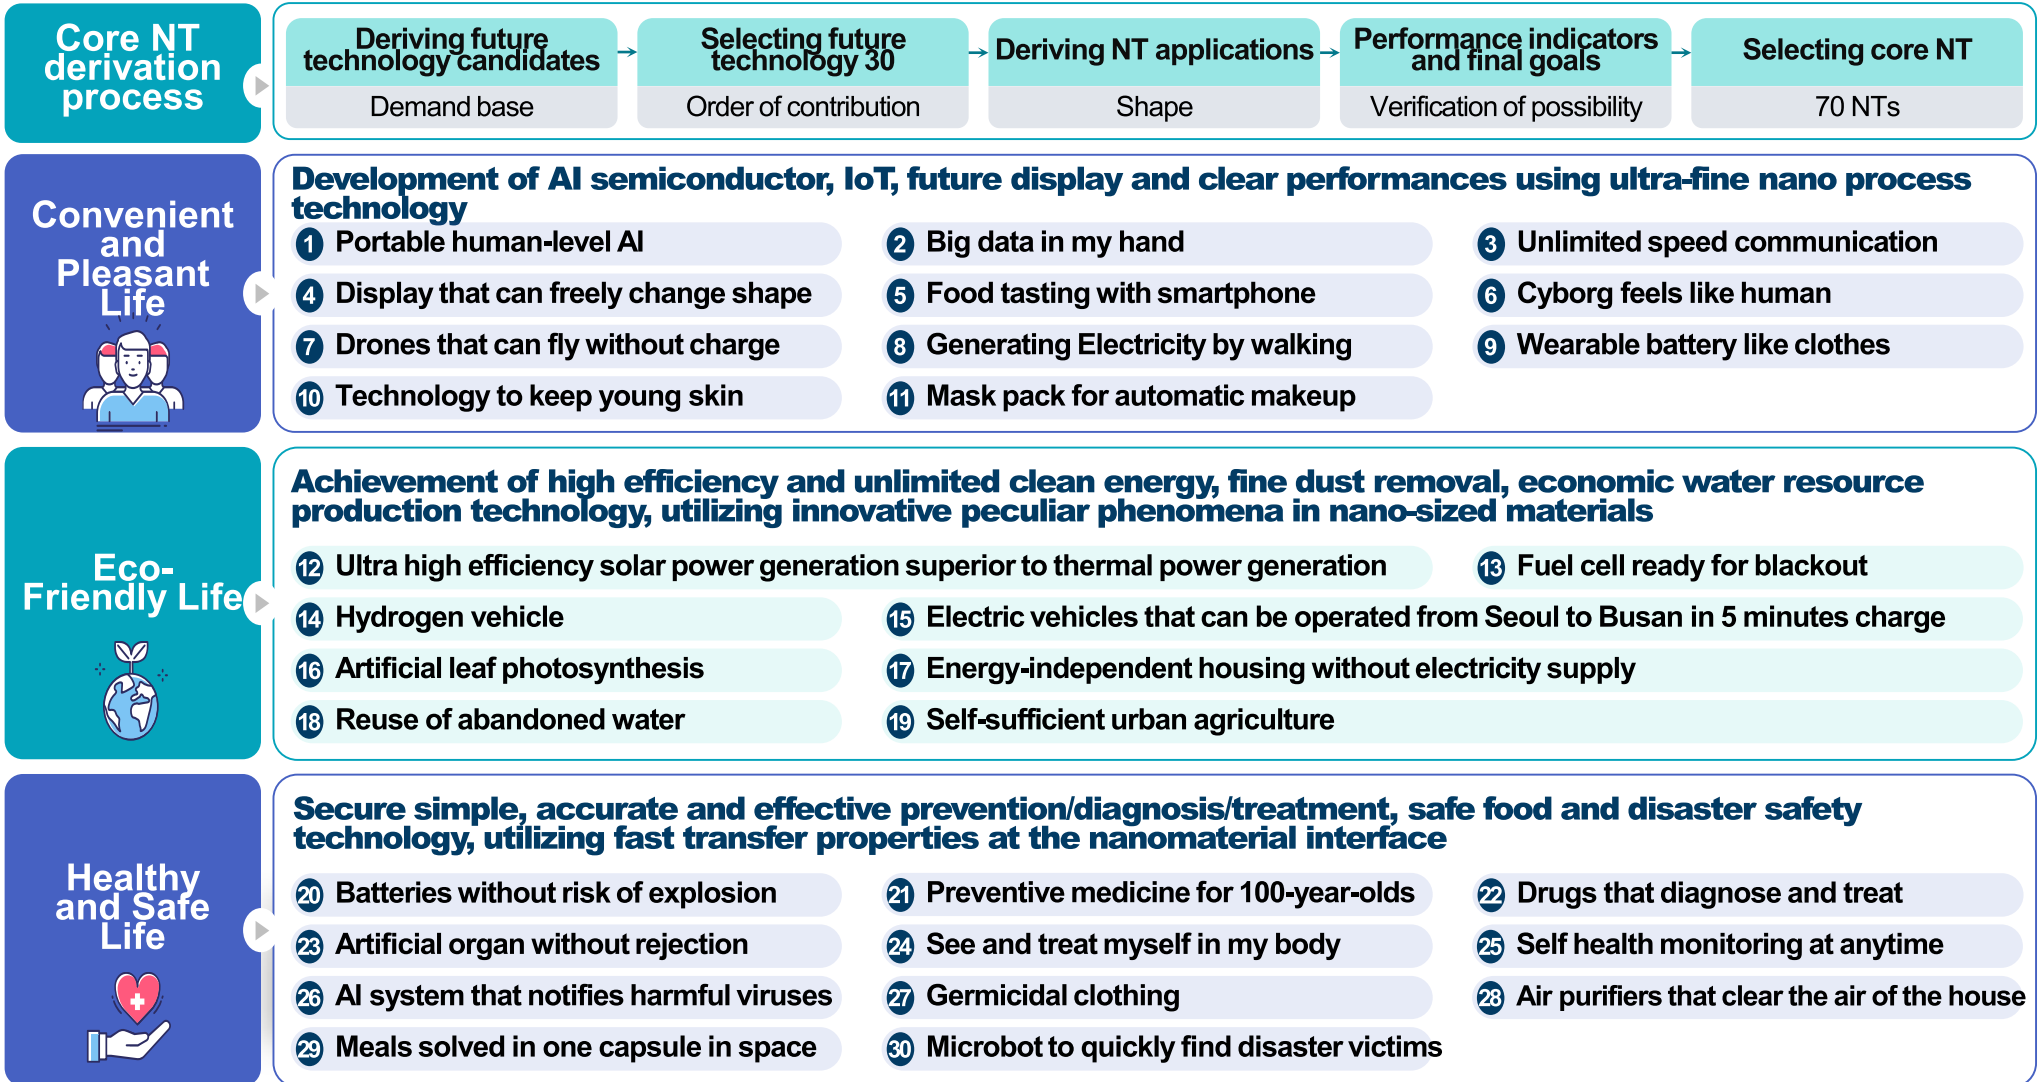 Core NT
derivation
process
Deriving future
technology candidates
Demand base
Selecting future
technology 30
Order of contribution
Deriving NT applications
Shape
Performance indicators
and final goals
Verification of possibility
Selecting core NT
70 NTs
Convenient
and
Pleasant
Life
Development of AI semiconductor, IoT, future display and clear performances using ultra-fine nano process
technology
1 Portable human-level AI
2 Big data in my hand
3 Unlimited speed communication
4 Display that can freely change shape
5 Food tasting with smartphone
6 Cyborg feels like human
7 Drones that can fly without charge
8 Generating Electricity by walking
9 Wearable battery like clothes
10 Technology to keep young skin
11 Mask pack for automatic makeup
Eco-
Friendly Life
Achievement of high efficiency and unlimited clean energy, fine dust removal, economic water resource
production technology, utilizing innovative peculiar phenomena in nano-sized materials
12 Ultra high efficiency solar power generation superior to thermal power generation
13 Fuel cell ready for blackout
14 Hydrogen vehicle
15 Electric vehicles that can be operated from Seoul to Busan in 5 minutes charge
16 Artificial leaf photosynthesis
17 Energy-independent housing without electricity supply
18 Reuse of abandoned water
19 Self-sufficient urban agriculture
Healthy
and Safe
Life
Secure simple, accurate and effective prevention/diagnosis/treatment, safe food and disaster safety
technology, utilizing fast transfer properties at the nanomaterial interface
20 Batteries without risk of explosion
21 Preventive medicine for 100-year-olds
22 Drugs that diagnose and treat
23 Artificial organ without rejection
24 See and treat myself in my body
25 Self health monitoring at anytime
26 AI system that notifies harmful viruses
27 Germicidal clothing
28 Air purifiers that clear the air of the house
29 Meals solved in one capsule in space
30 Microbot to quickly find disaster victims